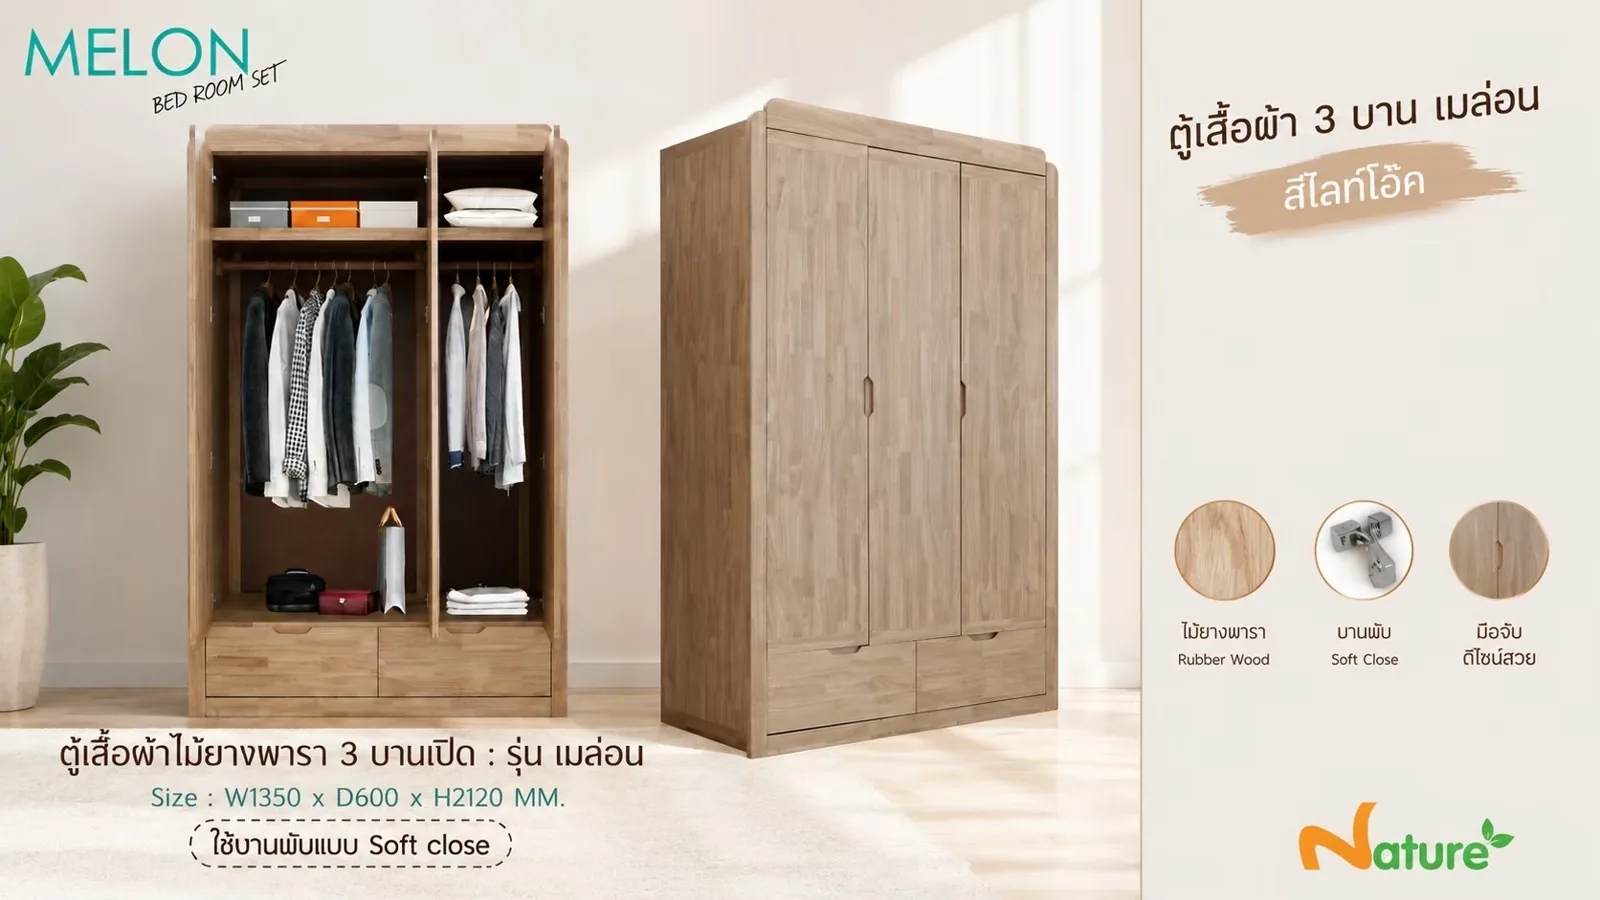 MELON
BED ROOM SET
ตู้เสื้อผ้า 3 บาน เมล่อน
สีไลท์โอ๊ค
ไม้ยางพารา
Rubber Wood
บานพับ
Soft Close
มือจับ
ดีไซน์สวย
ตู้เสื้อผ้าไม้ยางพารา 3 บานเปิด : รุ่น เมล่อน
Size : W1350 x D600 x H2120 MM.
ใช้บานพับแบบ Soft close
Nature